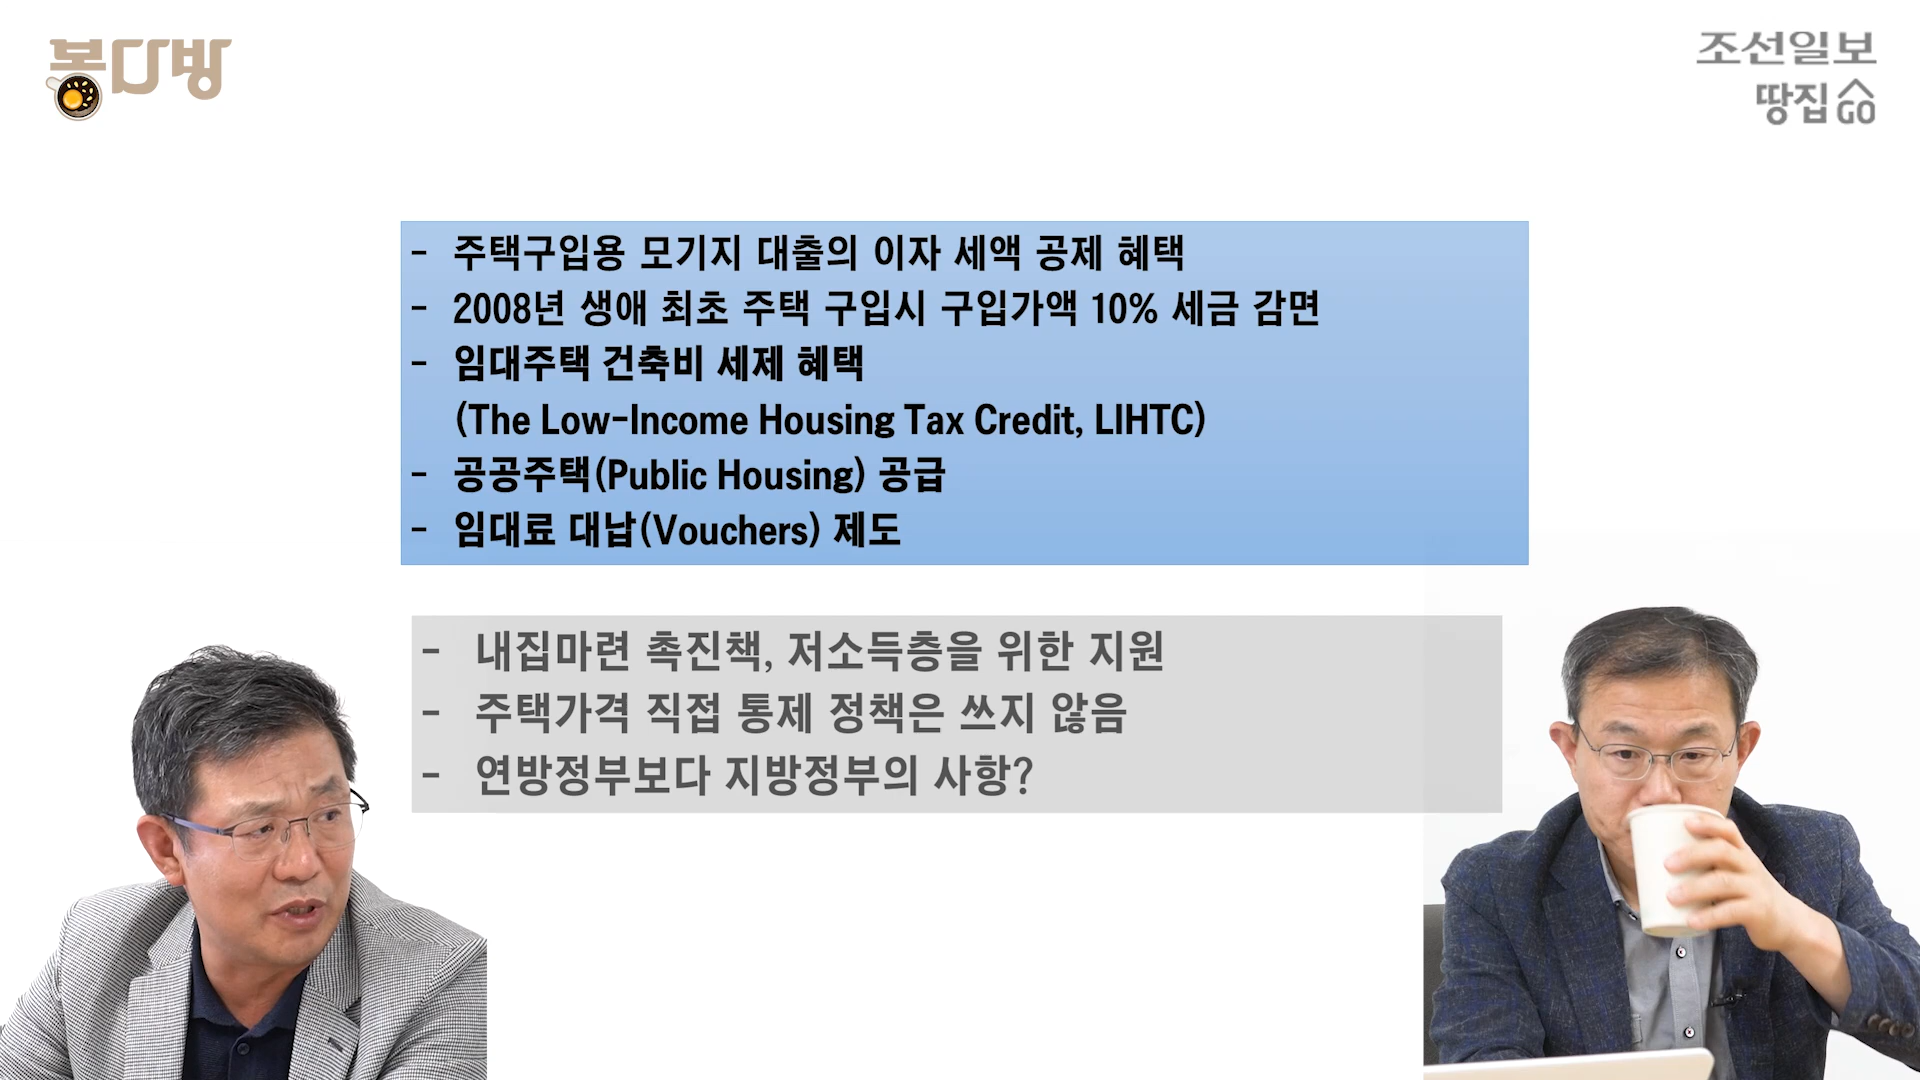 봉다방
조선일보
땅집GO
- 주택구입용 모기지 대출의 이자 세액 공제 혜택
- 2008년 생애 최초 주택 구입시 구입가액 10% 세금 감면
- 임대주택 건축비 세제 혜택
(The Low-Income Housing Tax Credit, LIHTC)
- 공공주택(Public Housing) 공급
- 임대료 대납(Vouchers) 제도
- 내집마련 촉진책, 저소득층을 위한 지원
- 주택가격 직접 통제 정책은 쓰지 않음
- 연방정부보다 지방정부의 사항?